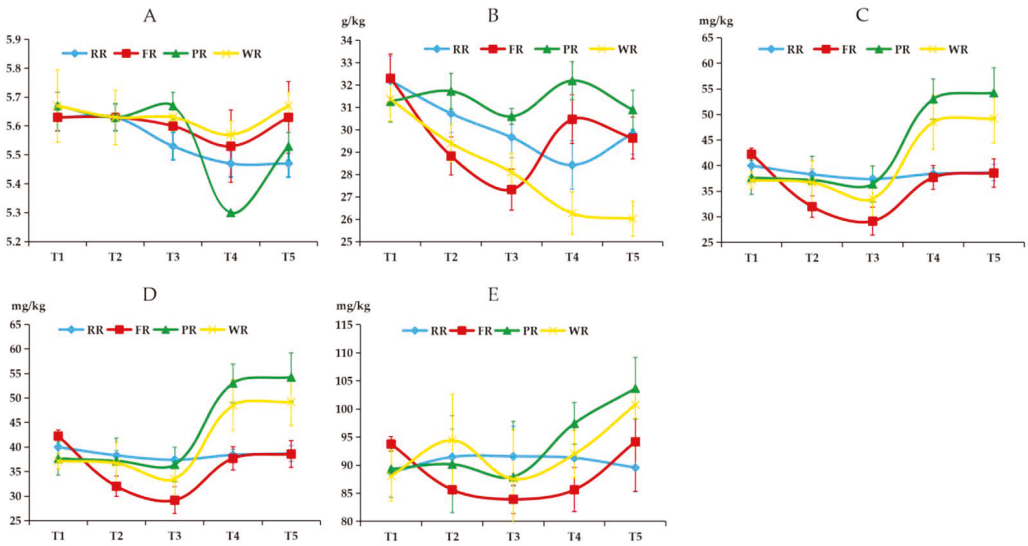 A
5.9
5.8
5.7
5.6
5.5
5.4
5.3
5.2
RR FR PR WR
T1 T2 T3 T4 T5
B
g/kg
34
33
32
31
30
29
28
27
26
25
RR FR PR WR
T1 T2 T3 T4 T5
C
mg/kg
65
60
55
50
45
40
35
30
25
RR FR PR WR
T1 T2 T3 T4 T5
D
mg/kg
65
60
55
50
45
40
35
30
25
RR FR PR WR
T1 T2 T3 T4 T5
E
mg/kg
115
110
105
100
95
90
85
80
RR FR PR WR
T1 T2 T3 T4 T5